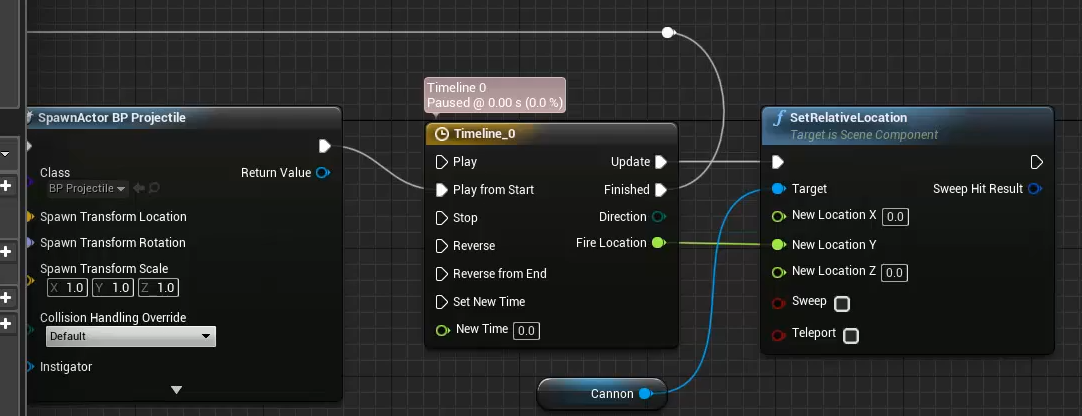 Timeline 0
Paused @ 0.00 s (0.0 %)
SpawnActor BP Projectile
Class
BP Projectile
Return Value
Spawn Transform Location
Spawn Transform Rotation
Spawn Transform Scale
X 1.0 Y 1.0 Z 1.0
Collision Handling Override
Default
Instigator
Timeline_0
Play
Update
Play from Start
Finished
Stop
Direction
Reverse
Fire Location
Reverse from End
Set New Time
New Time 0.0
Cannon
SetRelativeLocation
Target is Scene Component
Target
Sweep Hit Result
New Location X 0.0
New Location Y
New Location Z 0.0
Sweep
Teleport